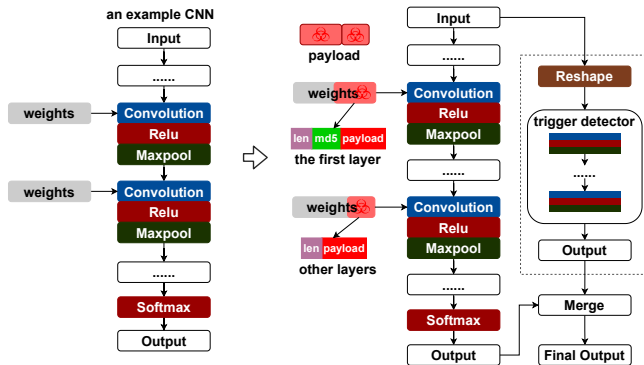 an example CNN
Input
......
weights
Convolution
Relu
Maxpool
weights
Convolution
Relu
Maxpool
......
Softmax
Output
payload
Input
......
weights
Convolution
Relu
Maxpool
len md5 payload
the first layer
......
weights
Convolution
Relu
Maxpool
len payload
other layers
......
Softmax
Output
Reshape
trigger detector
......
Output
Merge
Final Output